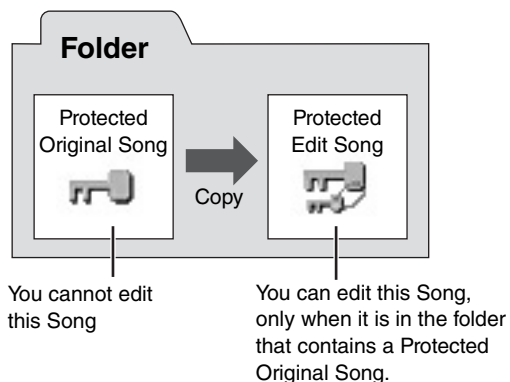 Folder
Protected
Original Song
Copy
Protected
Edit Song
You cannot edit
this Song
You can edit this Song,
only when it is in the folder
that contains a Protected
Original Song.